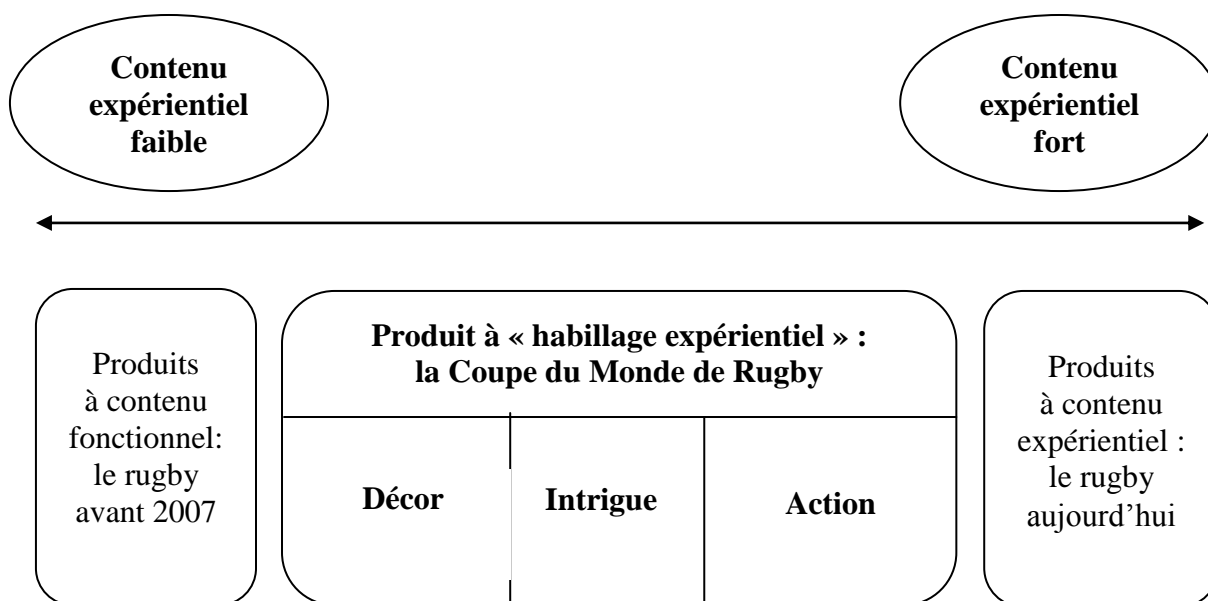 Contenu
expérientiel
faible
Contenu
expérientiel
fort
Produits
à contenu
fonctionnel:
le rugby
avant 2007
Produit à « habillage expérientiel » :
la Coupe du Monde de Rugby
Décor
Intrigue
Action
Produits
à contenu
expérientiel :
le rugby
aujourd’hui